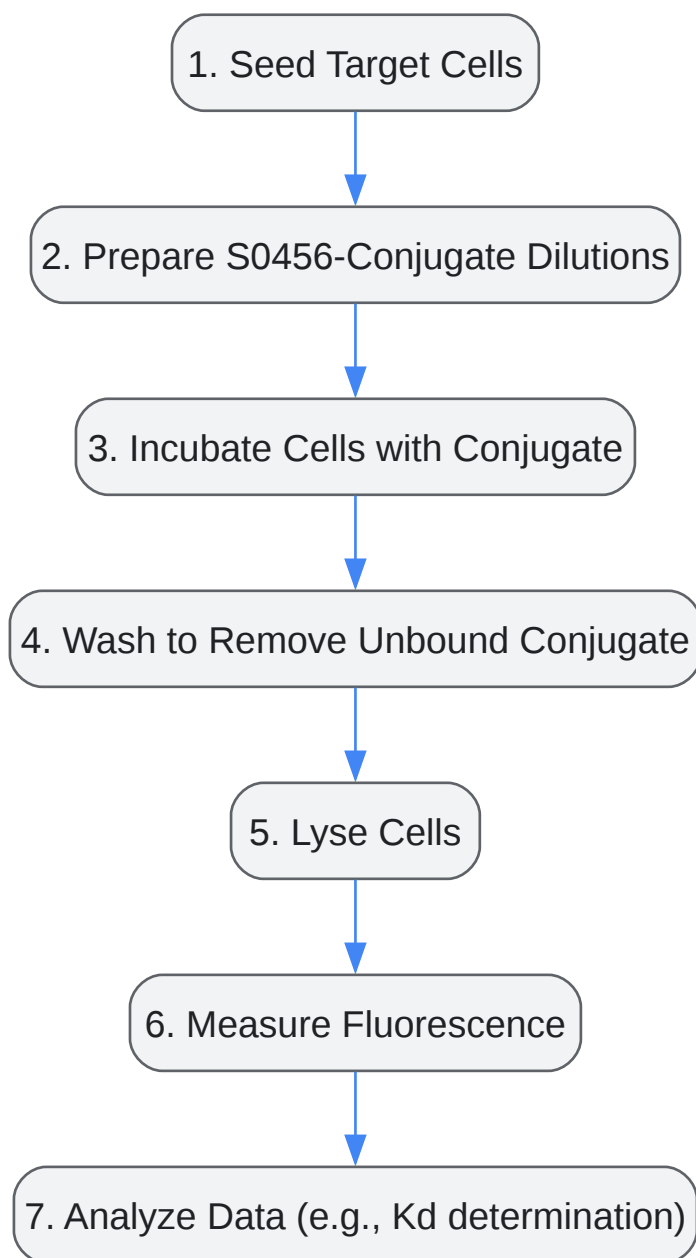 1. Seed Target Cells
2. Prepare S0456-Conjugate Dilutions
3. Incubate Cells with Conjugate
4. Wash to Remove Unbound Conjugate
5. Lyse Cells
6. Measure Fluorescence
7. Analyze Data (e.g., Kd determination)